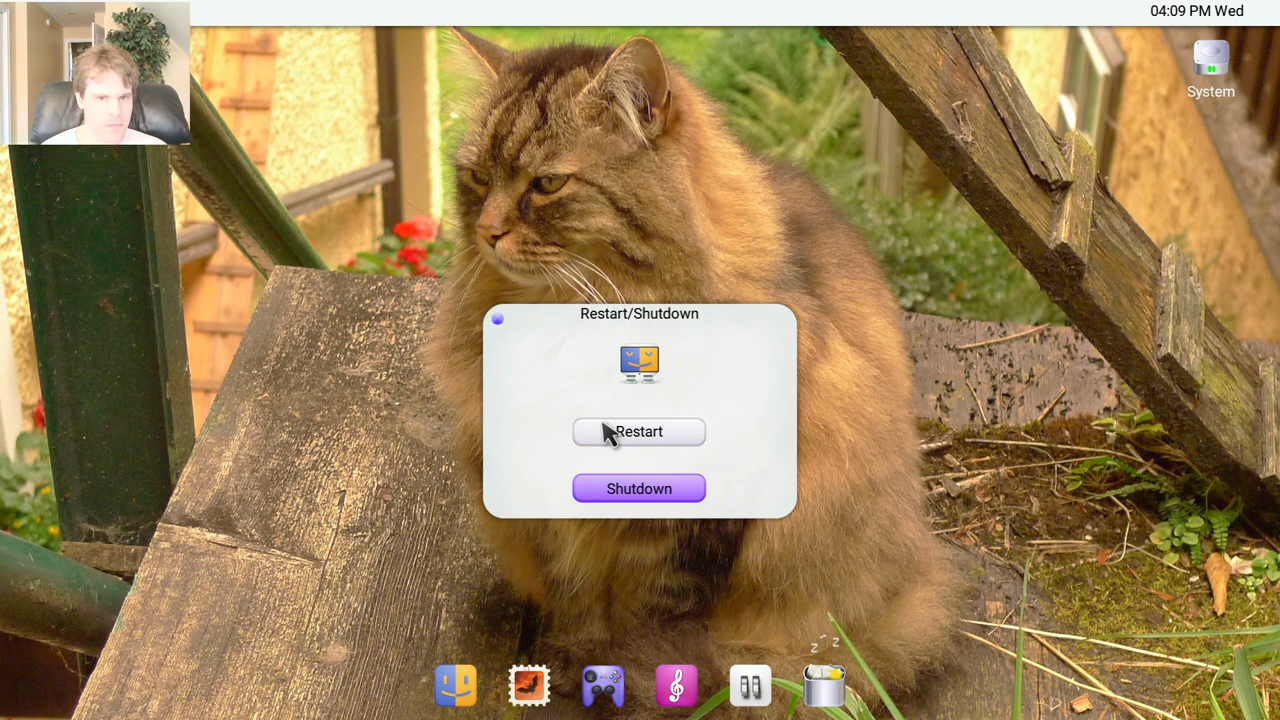 04:09 PM Wed
System
Restart/Shutdown
Restart
Shutdown
z z z